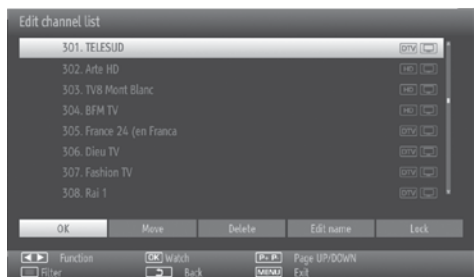 Edit channel list
301. TELESUD DTV
302. Arte HD HD
303. TV8 Mont Blanc HD
304. BFM TV HD
305. France 24 (en Franca DTV
306. Dieu TV DTV
307. Fashion TV DTV
308. Rai 1 DTV
OK Move Delete Edit name Lock
Function OK Watch P+ P- Page UP/DOWN
Filter Back MENU Exit